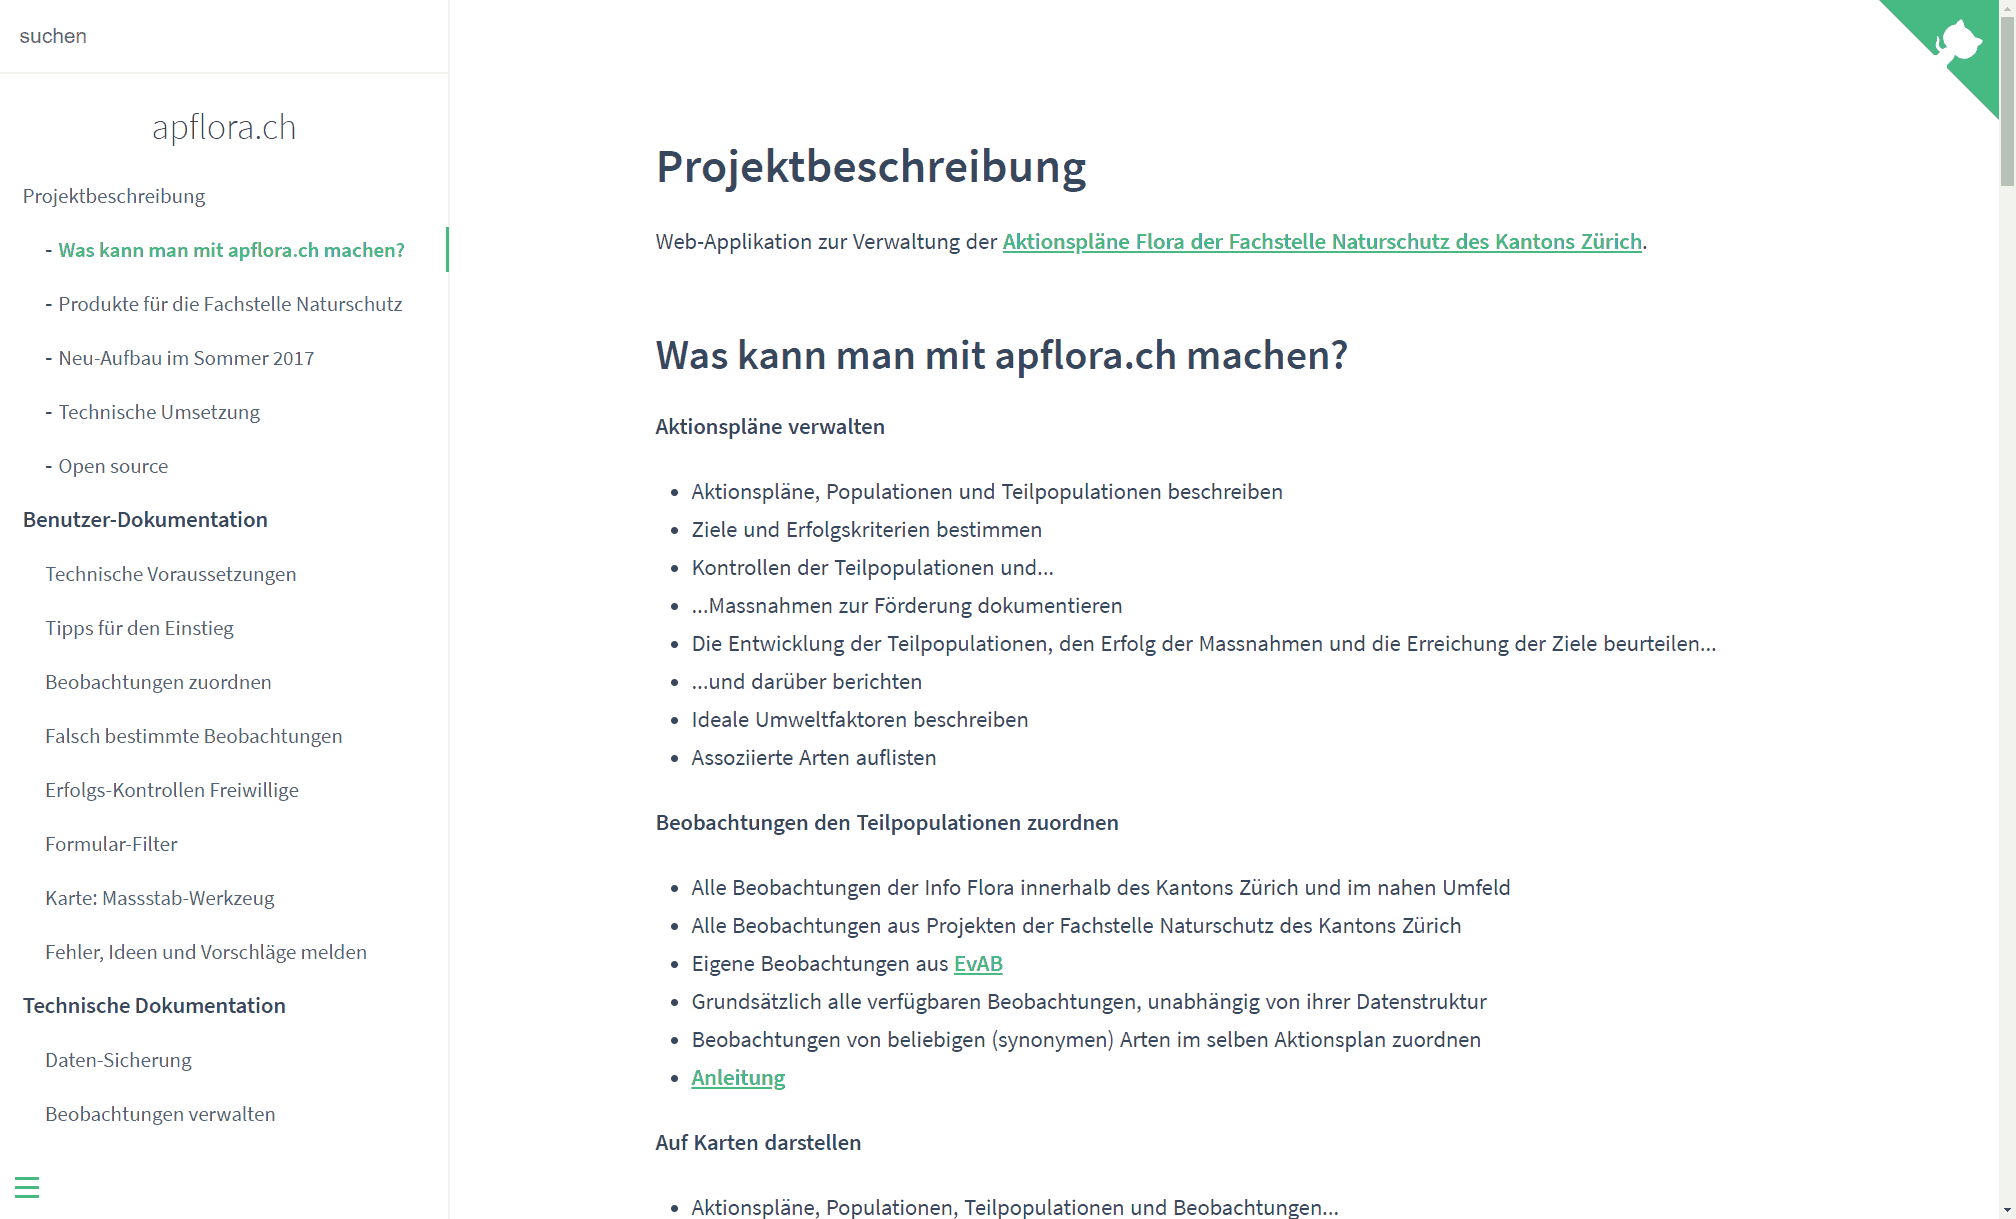 suchen
apflora.ch
Projektbeschreibung
- Was kann man mit apflora.ch machen?
- Produkte für die Fachstelle Naturschutz
- Neu-Aufbau im Sommer 2017
- Technische Umsetzung
- Open source
Benutzer-Dokumentation
Technische Voraussetzungen
Tipps für den Einstieg
Beobachtungen zuordnen
Falsch bestimmte Beobachtungen
Erfolgs-Kontrollen Freiwillige
Formular-Filter
Karte: Massstab-Werkzeug
Fehler, Ideen und Vorschläge melden
Technische Dokumentation
Daten-Sicherung
Beobachtungen verwalten
Projektbeschreibung
Web-Applikation zur Verwaltung der Aktionspläne Flora der Fachstelle Naturschutz des Kantons Zürich.
Was kann man mit apflora.ch machen?
Aktionspläne verwalten
• Aktionspläne, Populationen und Teilpopulationen beschreiben
• Ziele und Erfolgskriterien bestimmen
• Kontrollen der Teilpopulationen und...
• ...Massnahmen zur Förderung dokumentieren
• Die Entwicklung der Teilpopulationen, den Erfolg der Massnahmen und die Erreichung der Ziele beurteilen...
• ...und darüber berichten
• Ideale Umweltfaktoren beschreiben
• Assoziierte Arten auflisten
Beobachtungen den Teilpopulationen zuordnen
• Alle Beobachtungen der Info Flora innerhalb des Kantons Zürich und im nahen Umfeld
• Alle Beobachtungen aus Projekten der Fachstelle Naturschutz des Kantons Zürich
• Eigene Beobachtungen aus EvAB
• Grundsätzlich alle verfügbaren Beobachtungen, unabhängig von ihrer Datenstruktur
• Beobachtungen von beliebigen (synonymen) Arten im selben Aktionsplan zuordnen
• Anleitung
Auf Karten darstellen
• Aktionspläne, Populationen, Teilpopulationen und Beobachtungen...